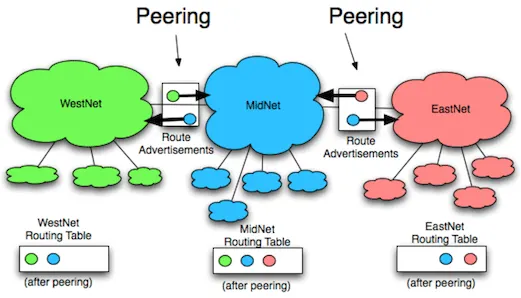 Peering
Peering
WestNet
MidNet
EastNet
Route
Advertisements
Route
Advertisements
WestNet
Routing Table
(after peering)
MidNet
Routing Table
(after peering)
EastNet
Routing Table
(after peering)